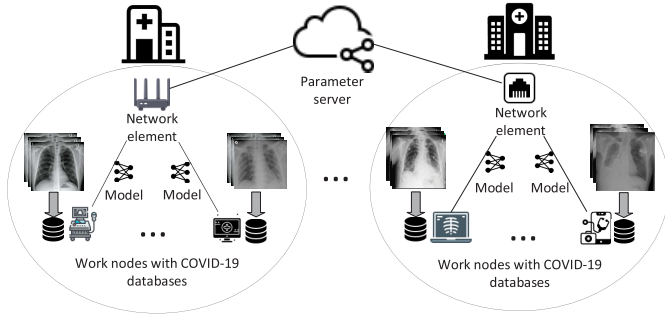 Parameter
server
Network
element
Network
element
Model
Model
Model
Model
Work nodes with COVID-19
databases
Work nodes with COVID-19
databases